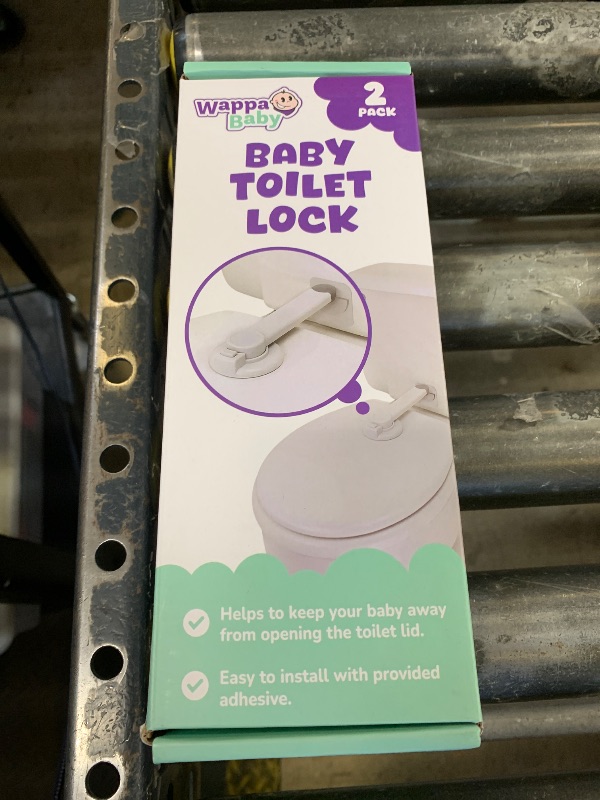 Wappa
Baby
2
PACK
BABY
TOILET
LOCK
Helps to keep your baby away
from opening the toilet lid.
Easy to install with provided
adhesive.